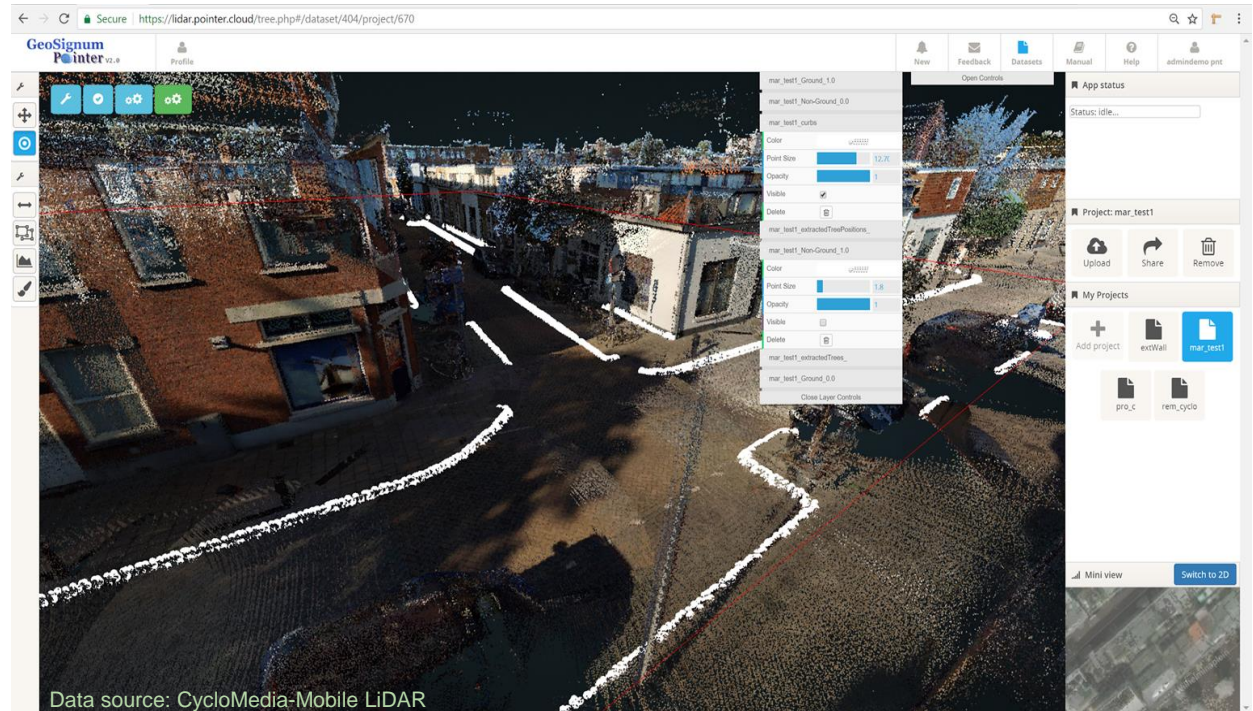 Secure https://lidar.pointer.cloud/tree.php#/dataset/404/project/670
GeoSignum
Pointer V2.0
Profile
New
Feedback
Datasets
Manual
Help
admindemo pnt
mar_test1_Ground_1.0
mar_test1_Non-Ground_0.0
mar_test1_curbs
Color
Point Size 12.70
Opacity 1
Visible
Delete
mar_test1_extractedTreePositions_
mar_test1_Non-Ground_1.0
Color
Point Size 1.8
Opacity 1
Visible
Delete
mar_test1_extractedTrees_
mar_test1_Ground_0.0
Close Layer Controls
Open Controls
App status
Status: idle...
Project: mar_test1
Upload Share Remove
My Projects
Add project extWall mar_test1
pro_c rem_cyclo
Mini view Switch to 2D
Data source: CycloMedia-Mobile LiDAR